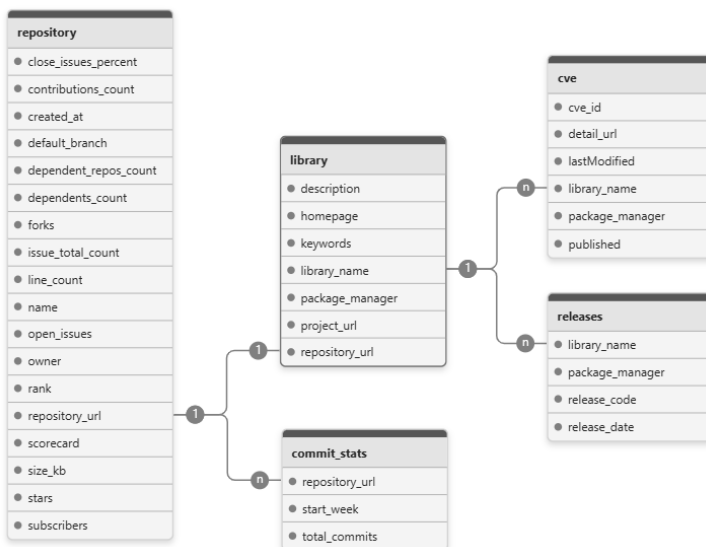 repository
close_issues_percent
contributions_count
created_at
default_branch
dependent_repos_count
dependents_count
forks
issue_total_count
line_count
name
open_issues
owner
rank
repository_url
scorecard
size_kb
stars
subscribers
library
description
homepage
keywords
library_name
package_manager
project_url
repository_url
commit_stats
repository_url
start_week
total_commits
cve
cve_id
detail_url
lastModified
library_name
package_manager
published
releases
library_name
package_manager
release_code
release_date
1
1
n
1
n
n